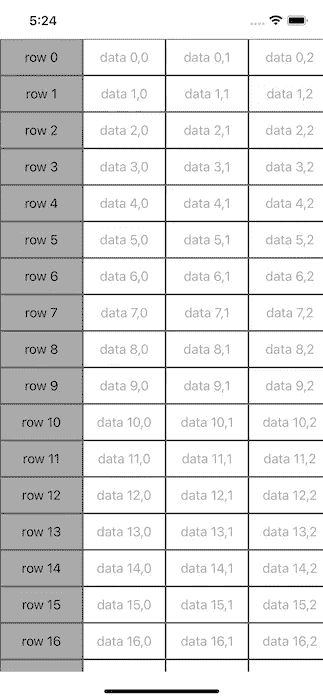 5:24
row 0 data 0,0 data 0,1 data 0,2
row 1 data 1,0 data 1,1 data 1,2
row 2 data 2,0 data 2,1 data 2,2
row 3 data 3,0 data 3,1 data 3,2
row 4 data 4,0 data 4,1 data 4,2
row 5 data 5,0 data 5,1 data 5,2
row 6 data 6,0 data 6,1 data 6,2
row 7 data 7,0 data 7,1 data 7,2
row 8 data 8,0 data 8,1 data 8,2
row 9 data 9,0 data 9,1 data 9,2
row 10 data 10,0 data 10,1 data 10,2
row 11 data 11,0 data 11,1 data 11,2
row 12 data 12,0 data 12,1 data 12,2
row 13 data 13,0 data 13,1 data 13,2
row 14 data 14,0 data 14,1 data 14,2
row 15 data 15,0 data 15,1 data 15,2
row 16 data 16,0 data 16,1 data 16,2